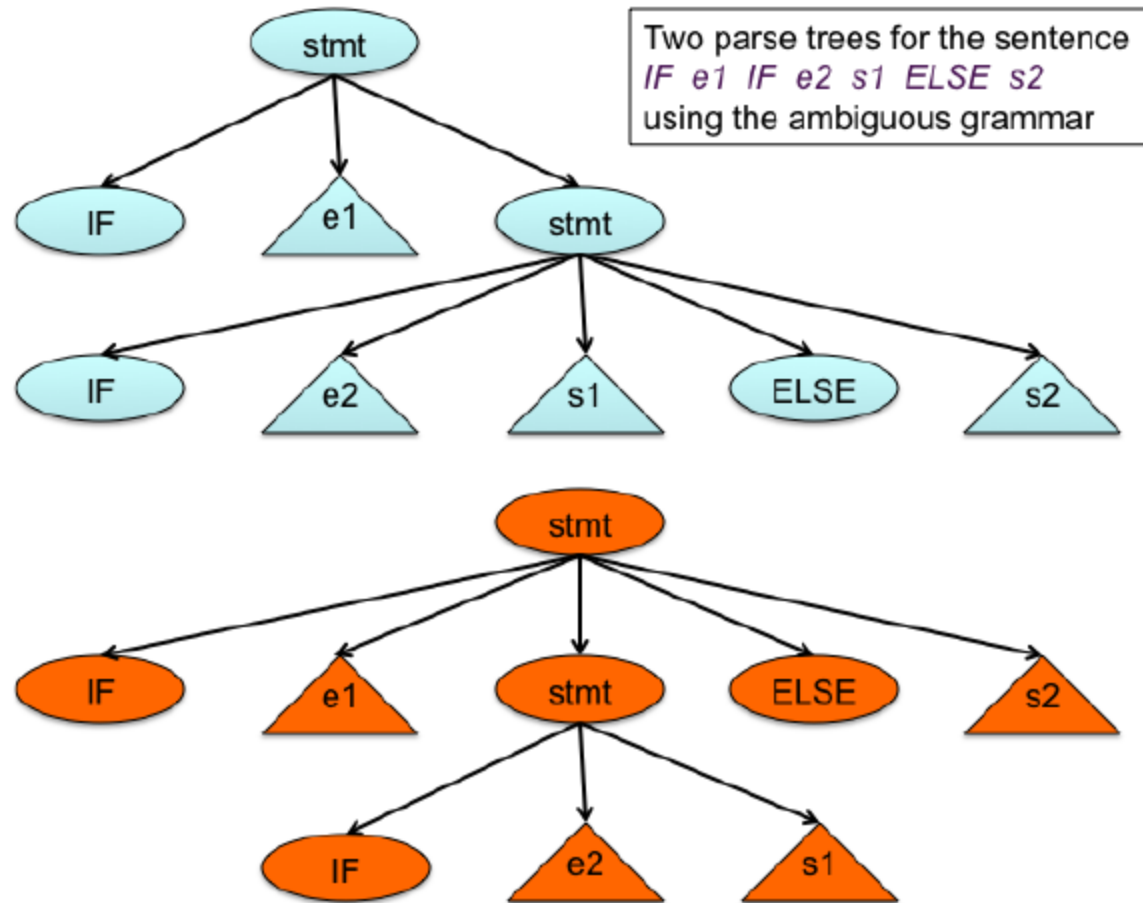 stmt
Two parse trees for the sentence
IF e1 IF e2 s1 ELSE s2
using the ambiguous grammar
IF e1 stmt
IF e2 s1 ELSE s2
stmt
IF e1 stmt ELSE s2
IF e2 s1